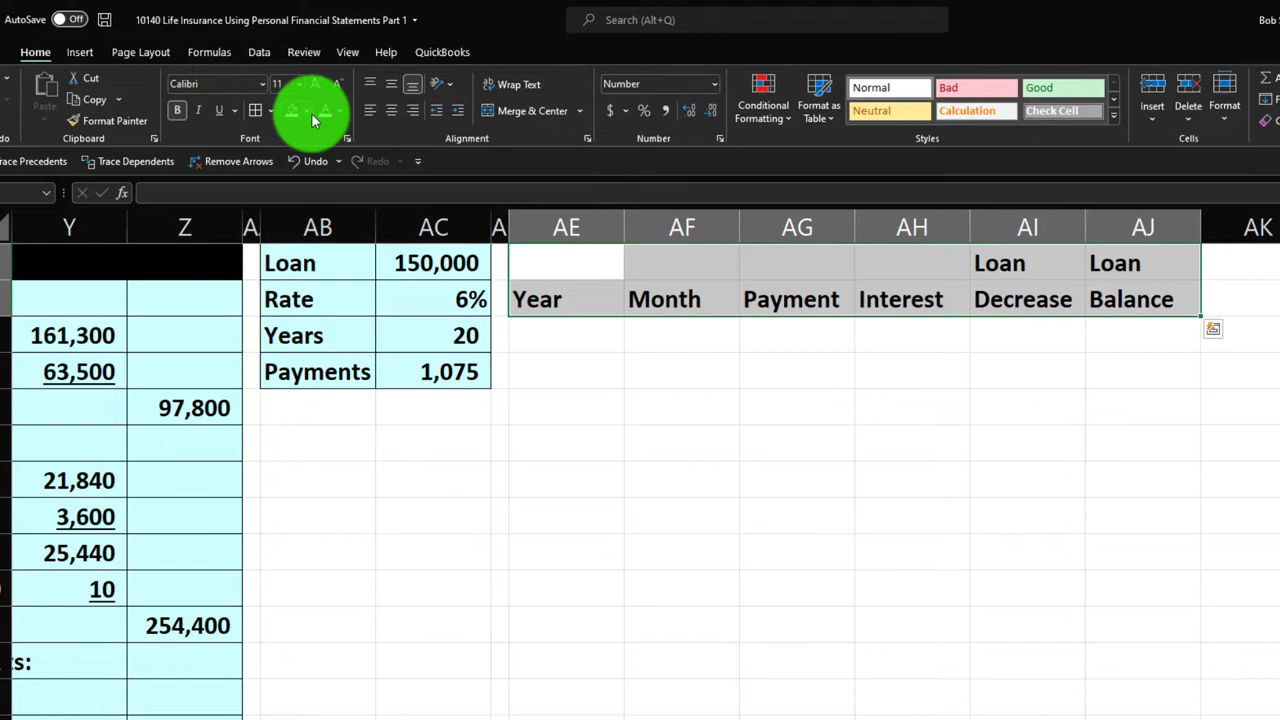 AutoSave Off 10140 Life Insurance Using Personal Financial Statements Part 1 Search (Alt+Q) Bob
Home Insert Page Layout Formulas Data Review View Help QuickBooks
Cut
Copy
Format Painter
Paste
Clipboard
Calibri 11
B I U
Font
Wrap Text
Merge & Center
Alignment
Number
$ % ,
Number
Conditional Formatting
Format as Table
Normal Bad Good
Neutral Calculation Check Cell
Styles
Insert Delete Format
Cells
race Precedents Trace Dependents Remove Arrows Undo Redo
fx
Y Z A AB AC A AE AF AG AH AI AJ AK
Loan 150,000 Loan Loan
Rate 6% Year Month Payment Interest Decrease Balance
161,300 Years 20
63,500 Payments 1,075
97,800
21,840
3,600
25,440
10
254,400
ts: